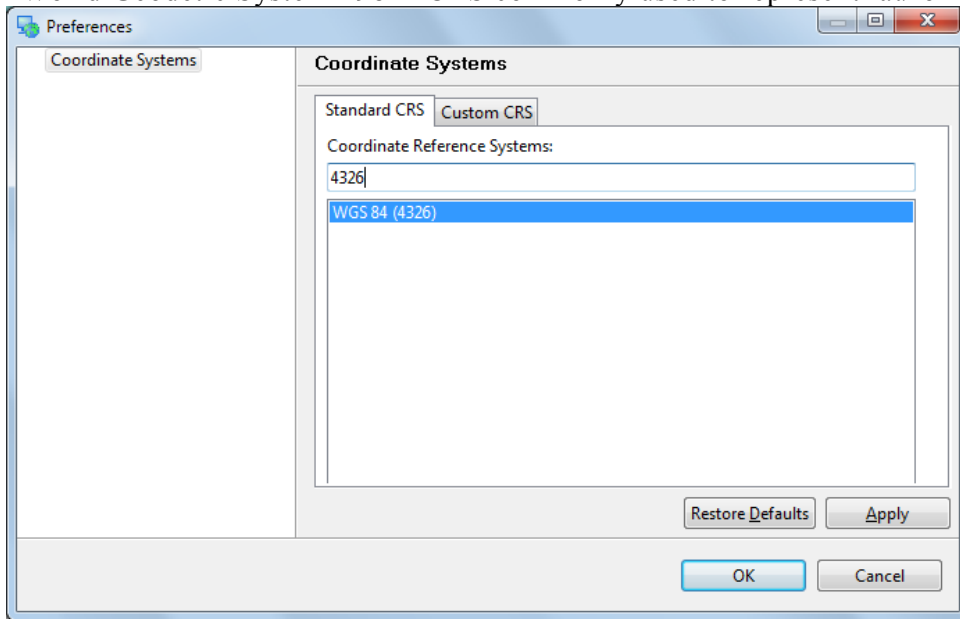 Preferences
Coordinate Systems
Coordinate Systems
Standard CRS
Custom CRS
Coordinate Reference Systems:
4326
WGS 84 (4326)
Restore Defaults
Apply
OK
Cancel